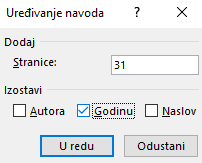 Uređivanje navoda
Dodaj
Stranice: 31
Izostavi
Autora Godinu Naslov
U redu Odustani